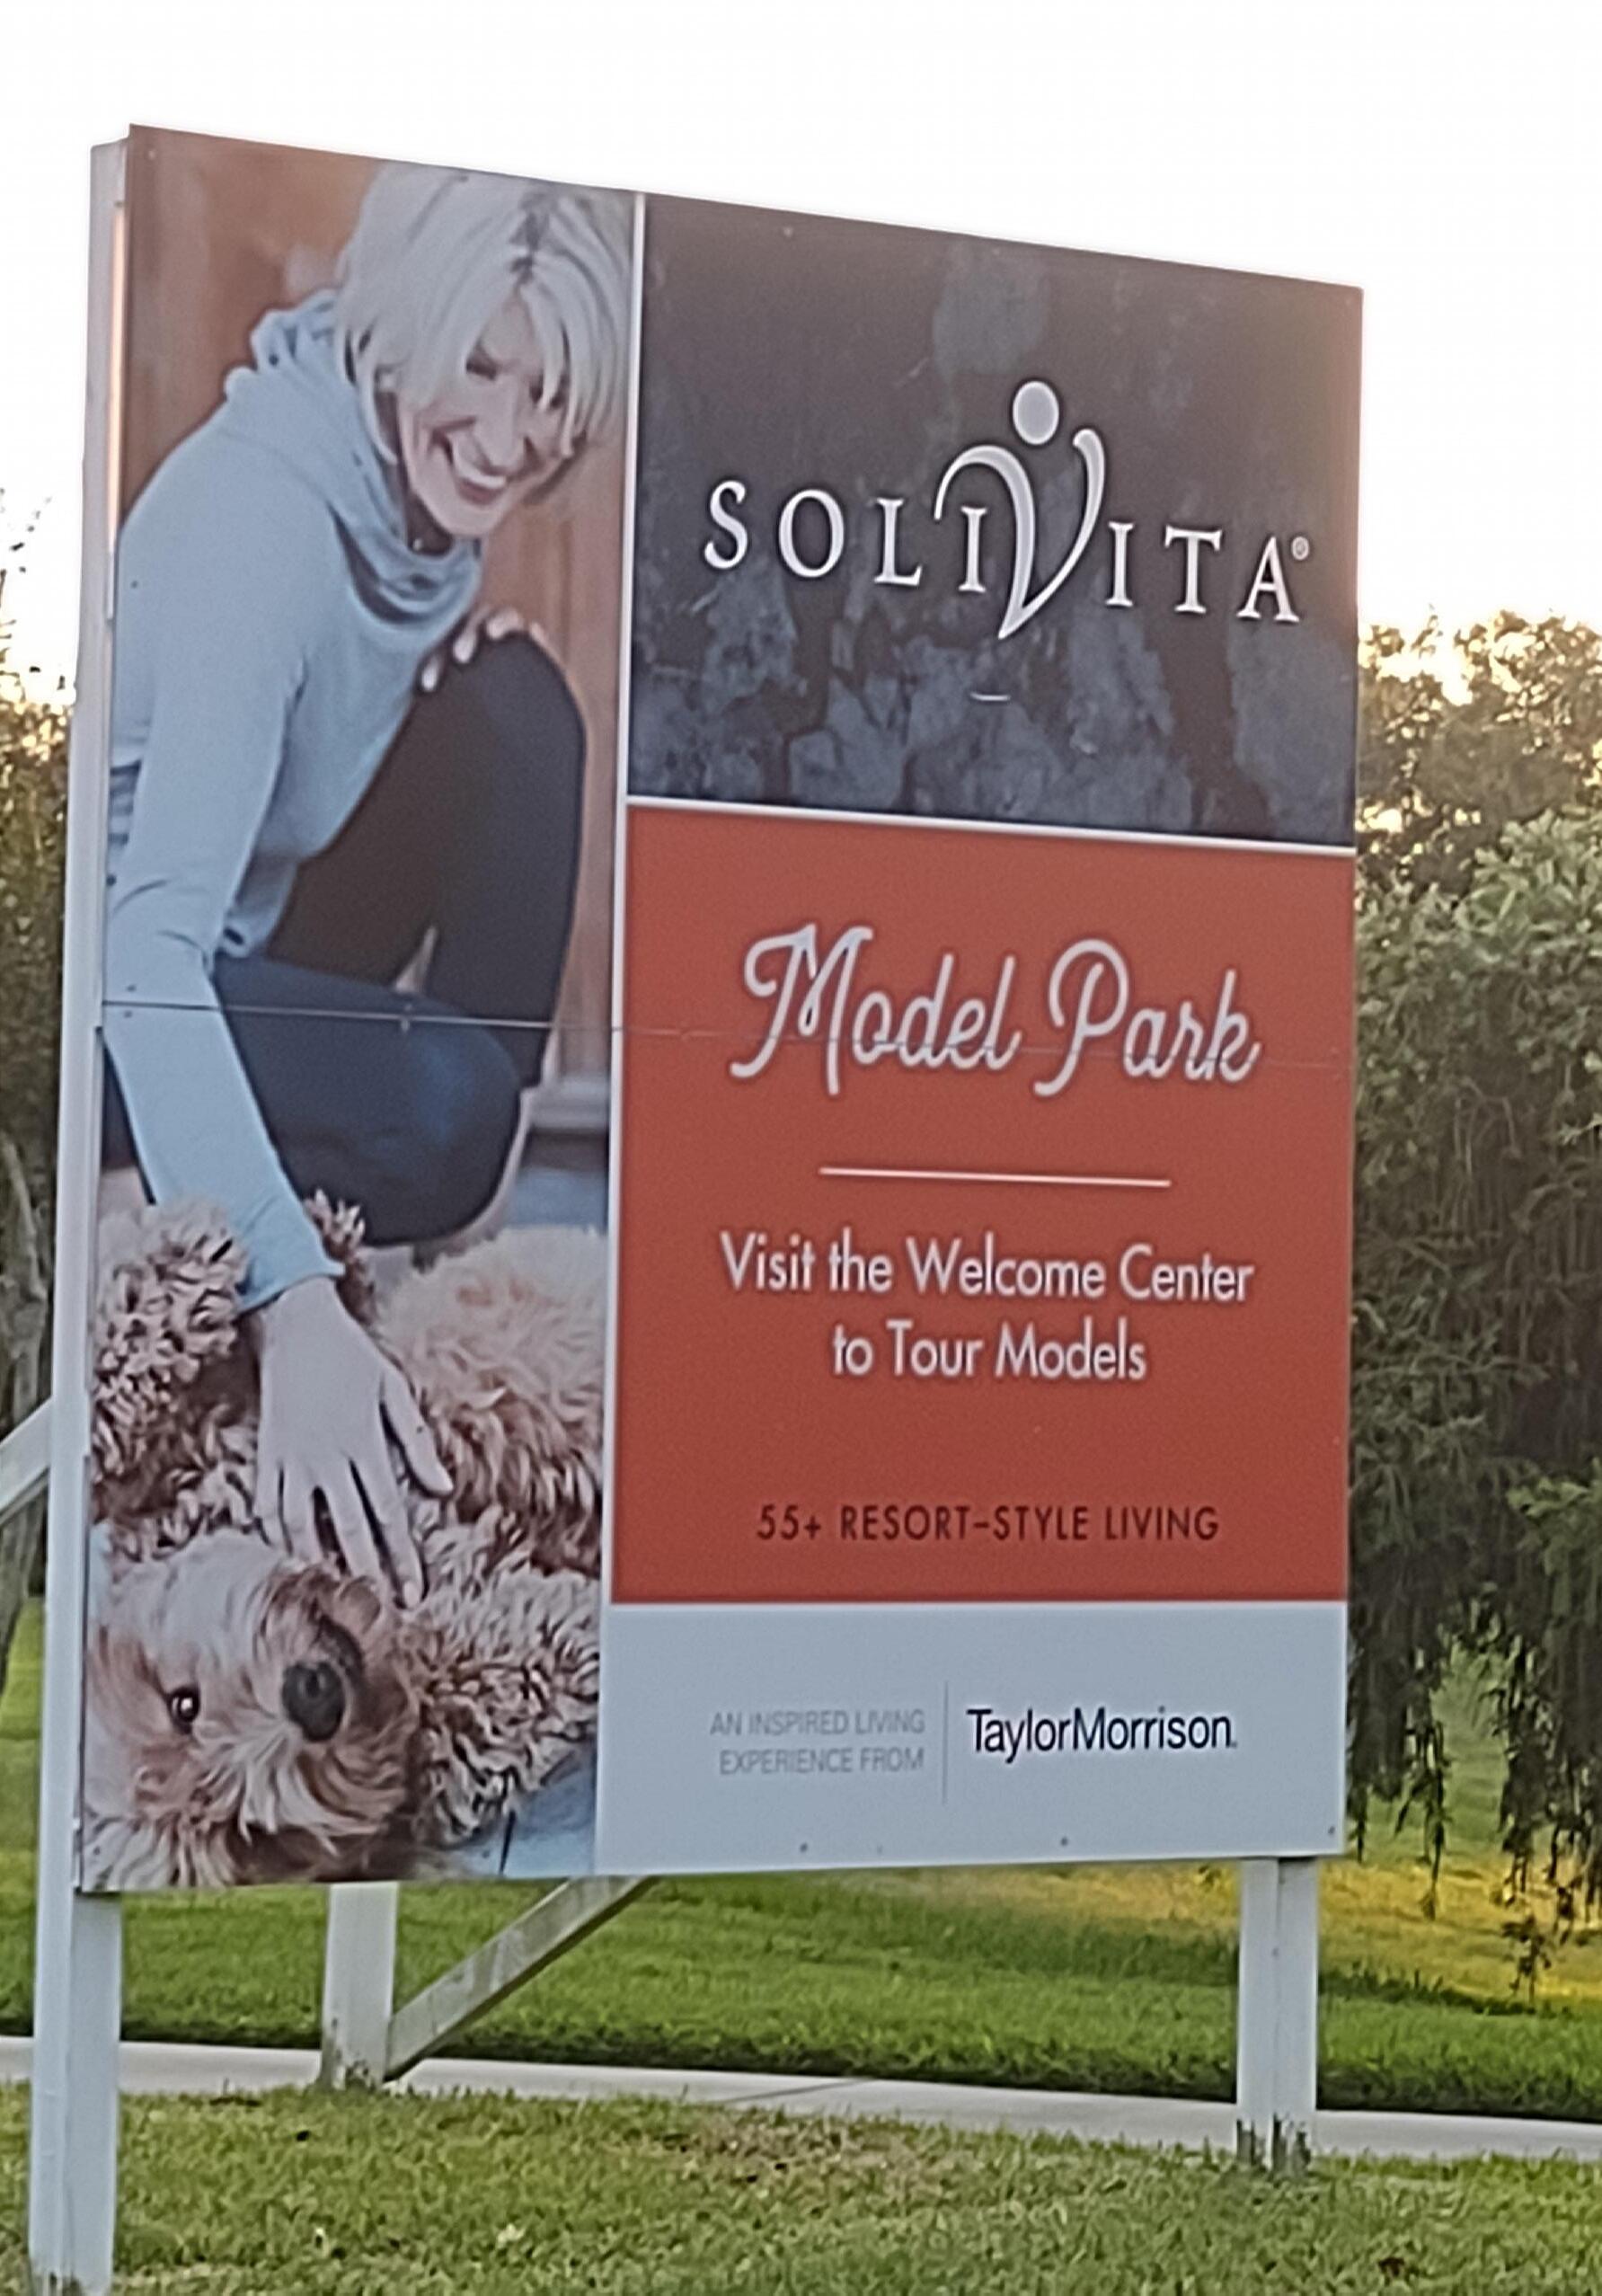 SOLIVITA®
Model Park
Visit the Welcome Center
to Tour Models
55+ RESORT-STYLE LIVING
AN INSPIRED LIVING
EXPERIENCE FROM
TaylorMorrison.